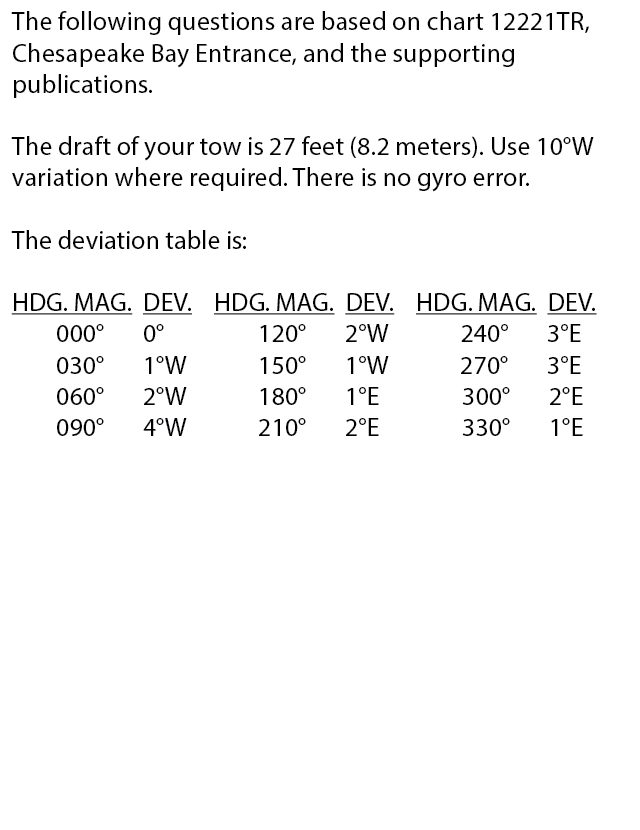 The following questions are based on chart 12221TR,
Chesapeake Bay Entrance, and the supporting
publications.
The draft of your tow is 27 feet (8.2 meters). Use 10°W
variation where required. There is no gyro error.
The deviation table is:
HDG. MAG. DEV. HDG. MAG. DEV. HDG. MAG. DEV.
000° 0° 120° 2°W 240° 3°E
030° 1°W 150° 1°W 270° 3°E
060° 2°W 180° 1°E 300° 2°E
090° 4°W 210° 2°E 330° 1°E